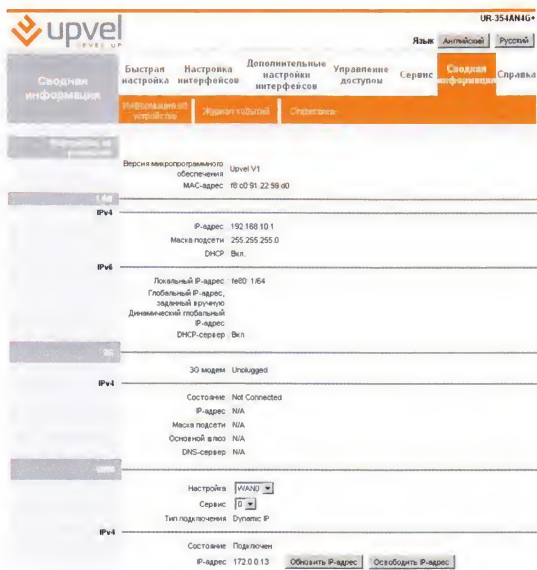 UR-354AN4G+
upvel
LEVEL UP
Язык Английский Русский
Сводная информация
Быстрая настройка
Настройка интерфейсов
Дополнительные настройки интерфейсов
Управление доступом
Сервис
Сводная информация
Справка
Информация об устройстве
Журнал событий
Статистика
Версия микропрограммного обеспечения Upvel V1
MAC-адрес f8:c0:91:22:59:d0
LAN
IPv4
IP-адрес 192.168.10.1
Маска подсети 255.255.255.0
DHCP Вкл.
IPv6
Локальный IP-адрес fe80::1/64
Глобальный IP-адрес, заданный вручную
Динамический глобальный IP-адрес
DHCP-сервер Вкл
3G
3G модем Unplugged
IPv4
Состояние Not Connected
IP-адрес N/A
Маска подсети N/A
Основной шлюз N/A
DNS-сервер N/A
WAN
Настройка WAN0
Сервис 0
Тип подключения Dynamic IP
IPv4
Состояние Подключен
IP-адрес 172.0.0.13 Обновить IP-адрес Освободить IP-адрес